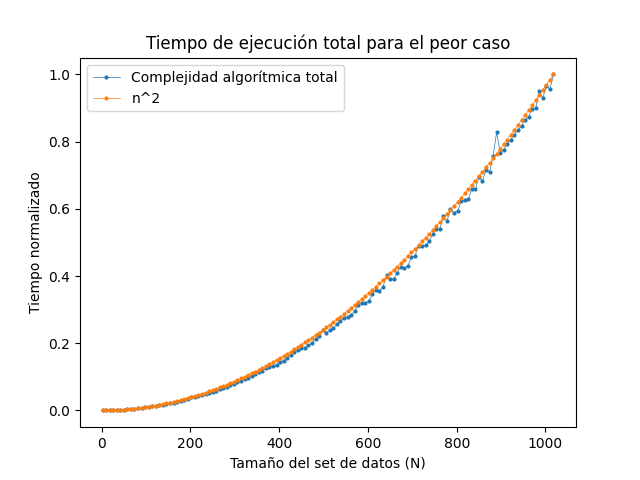 Tiempo de ejecución total para el peor caso
Complejidad algorítmica total
n^2
1.0
0.8
0.6
0.4
0.2
0.0
Tiempo normalizado
0
200
400
600
800
1000
Tamaño del set de datos (N)